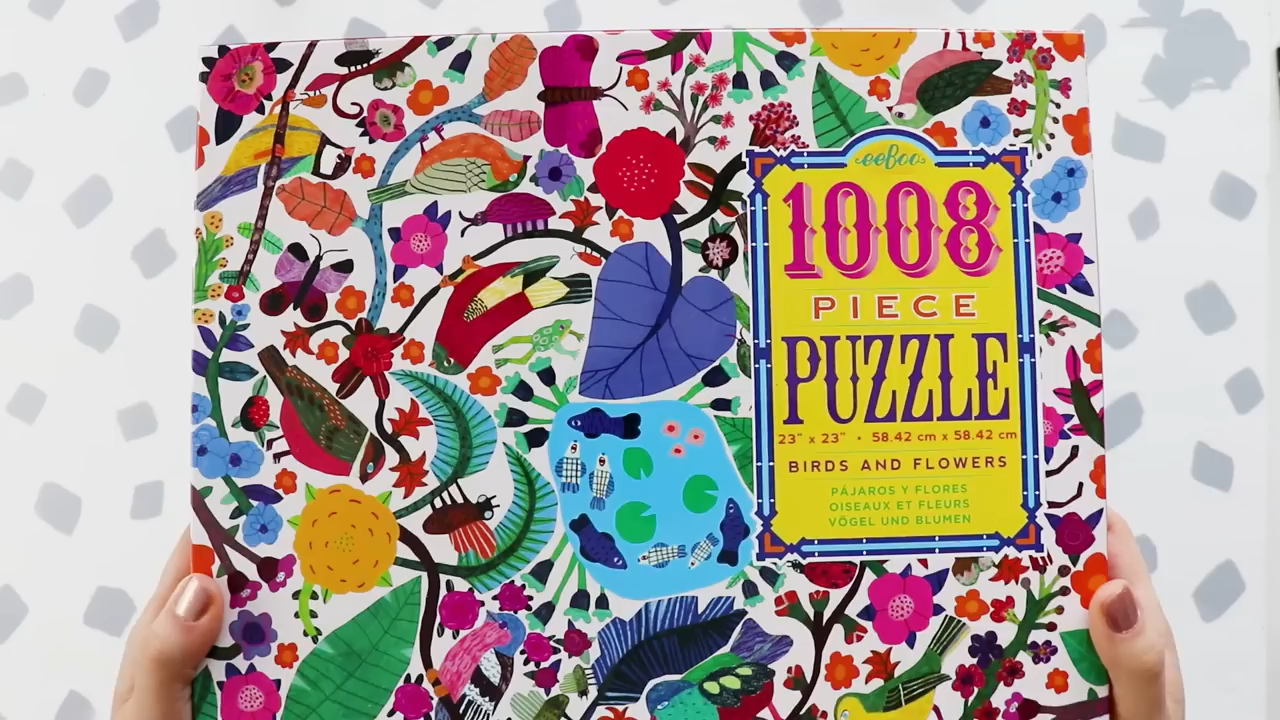 eeBoo
1008
PIECE
PUZZLE
23" x 23" • 58.42 cm x 58.42 cm
BIRDS AND FLOWERS
PÁJAROS Y FLORES
OISEAUX ET FLEURS
VÖGEL UND BLUMEN